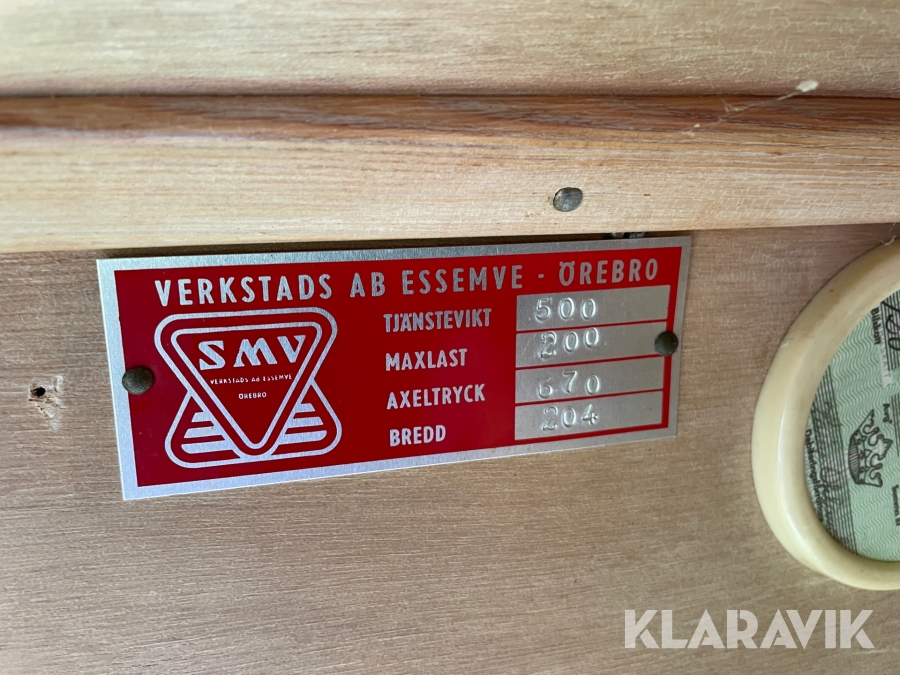 VERKSTADS AB ESSEMVE - ÖREBRO
SMV
VERKSTADS AB ESSEMVE
ÖREBRO
TJÄNSTEVIKT 500
MAXLAST 200
AXELTRYCK 670
BREDD 204
KLARAVIK